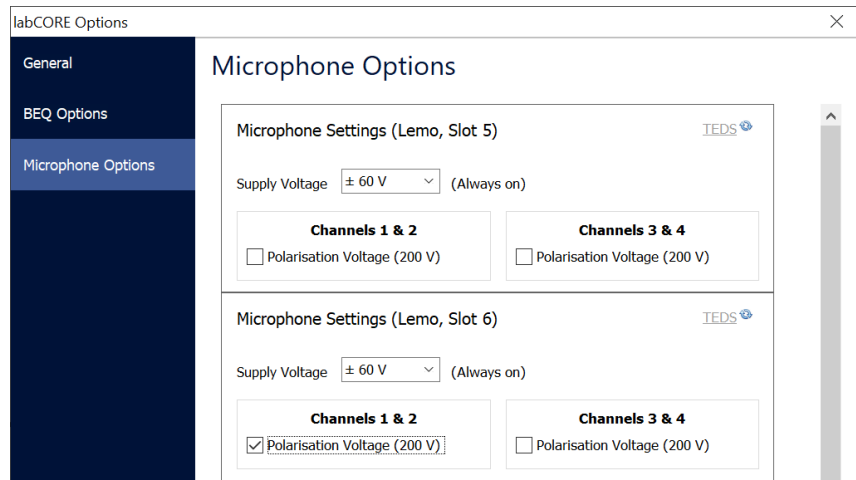 labCORE Options
General
BEQ Options
Microphone Options
Microphone Options
Microphone Settings (Lemo, Slot 5)
TEDS
Supply Voltage ± 60 V (Always on)
Channels 1 & 2
Polarisation Voltage (200 V)
Channels 3 & 4
Polarisation Voltage (200 V)
Microphone Settings (Lemo, Slot 6)
TEDS
Supply Voltage ± 60 V (Always on)
Channels 1 & 2
Polarisation Voltage (200 V)
Channels 3 & 4
Polarisation Voltage (200 V)